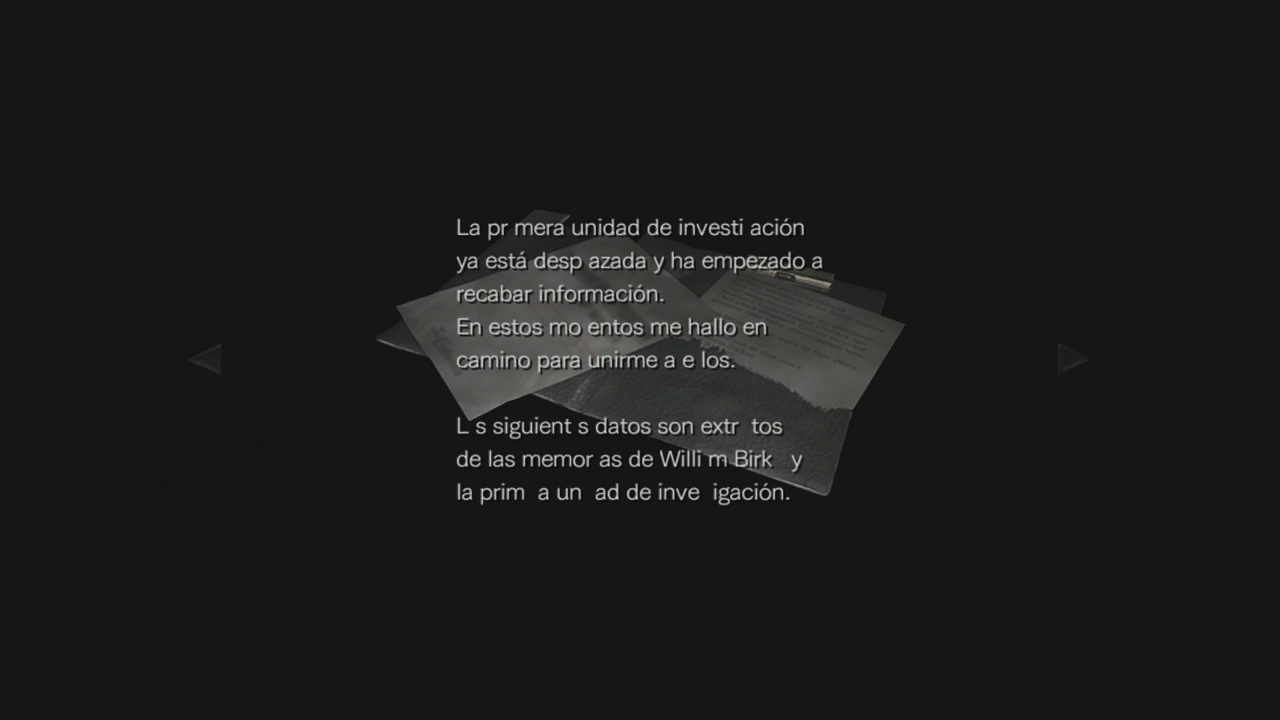 La pr mera unidad de investi ación
ya está desp azada y ha empezado a
recabar información.
En estos mo entos me hallo en
camino para unirme a e los.
L s siguient s datos son extr  tos
de las memor as de Willi m Birk   y
la prim  a un  ad de inve  igación.